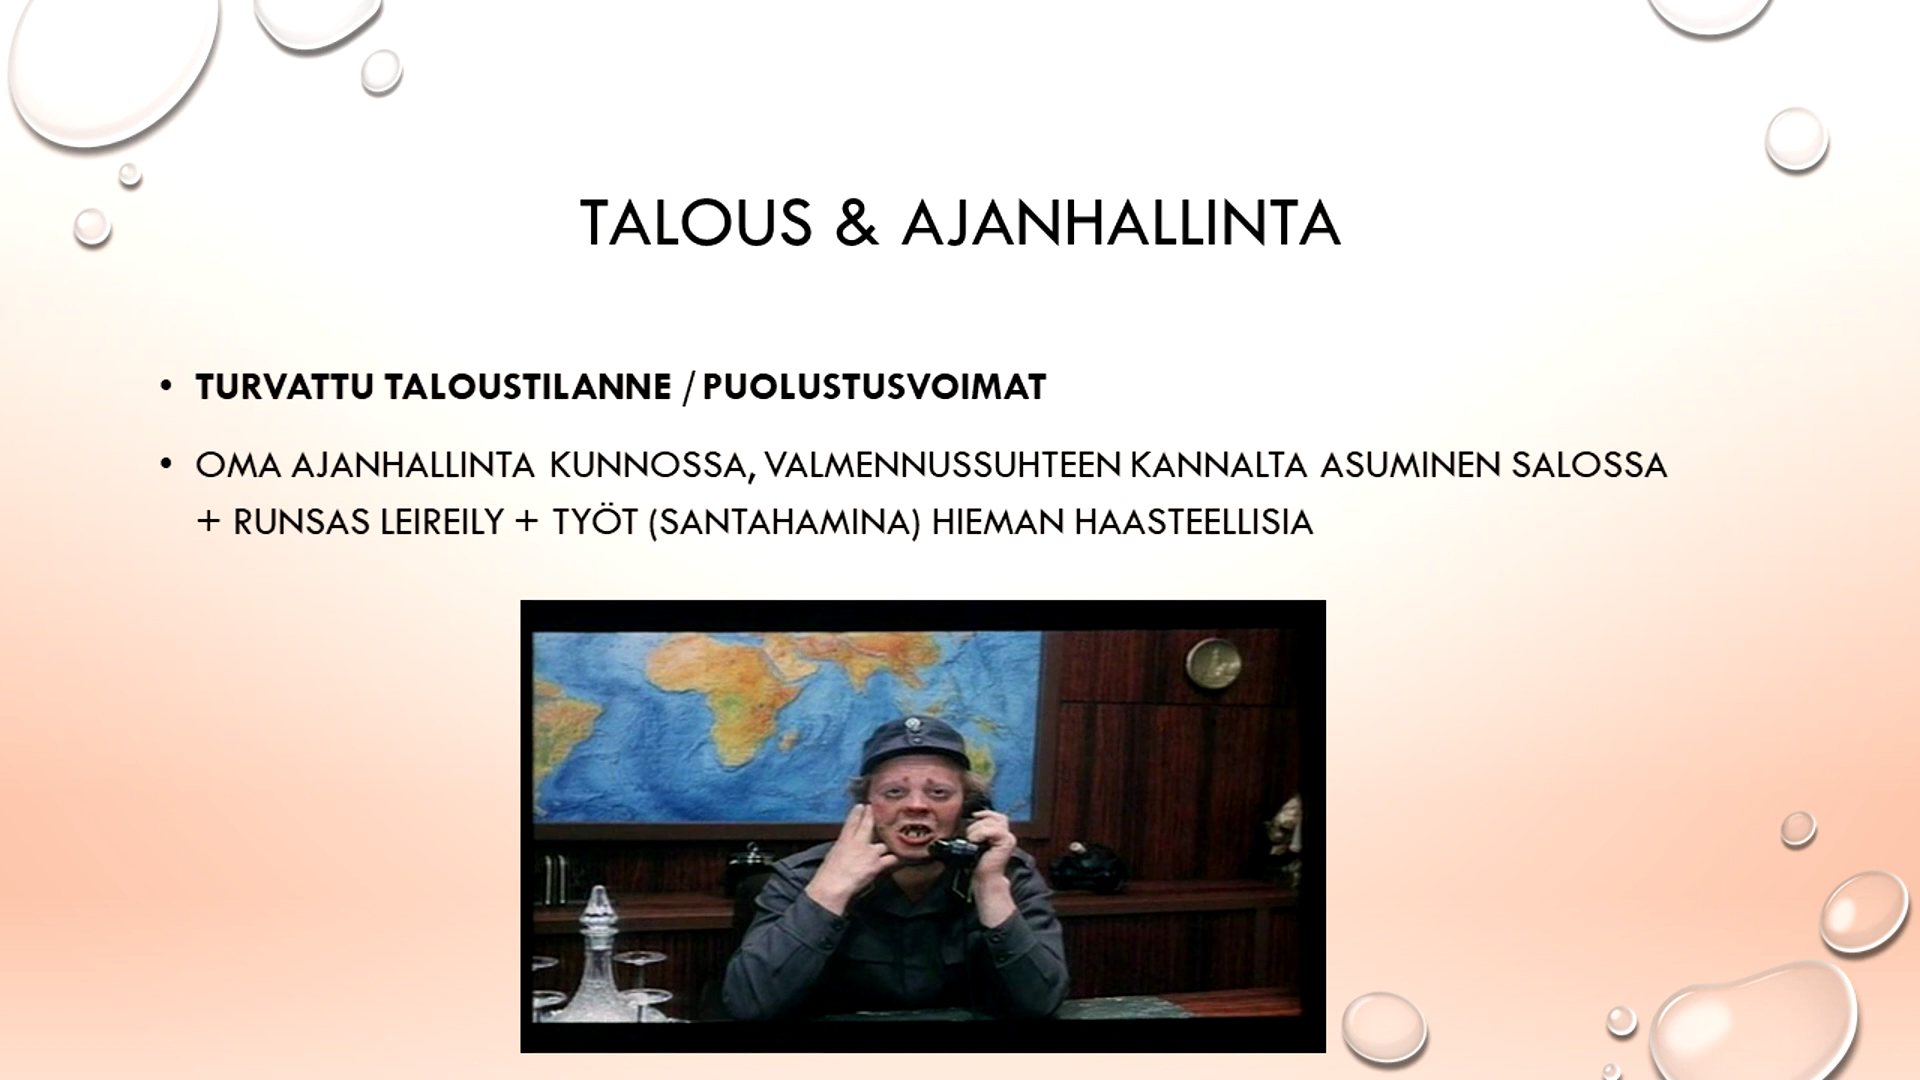 TALOUS & AJANHALLINTA
• TURVATTU TALOUSTILANNE / PUOLUSTUSVOIMAT
• OMA AJANHALLINTA KUNNOSSA, VALMENNUSSUHTEEN KANNALTA ASUMINEN SALOSSA
+ RUNSAS LEIREILY + TYÖT (SANTAHAMINA) HIEMAN HAASTEELLISIA